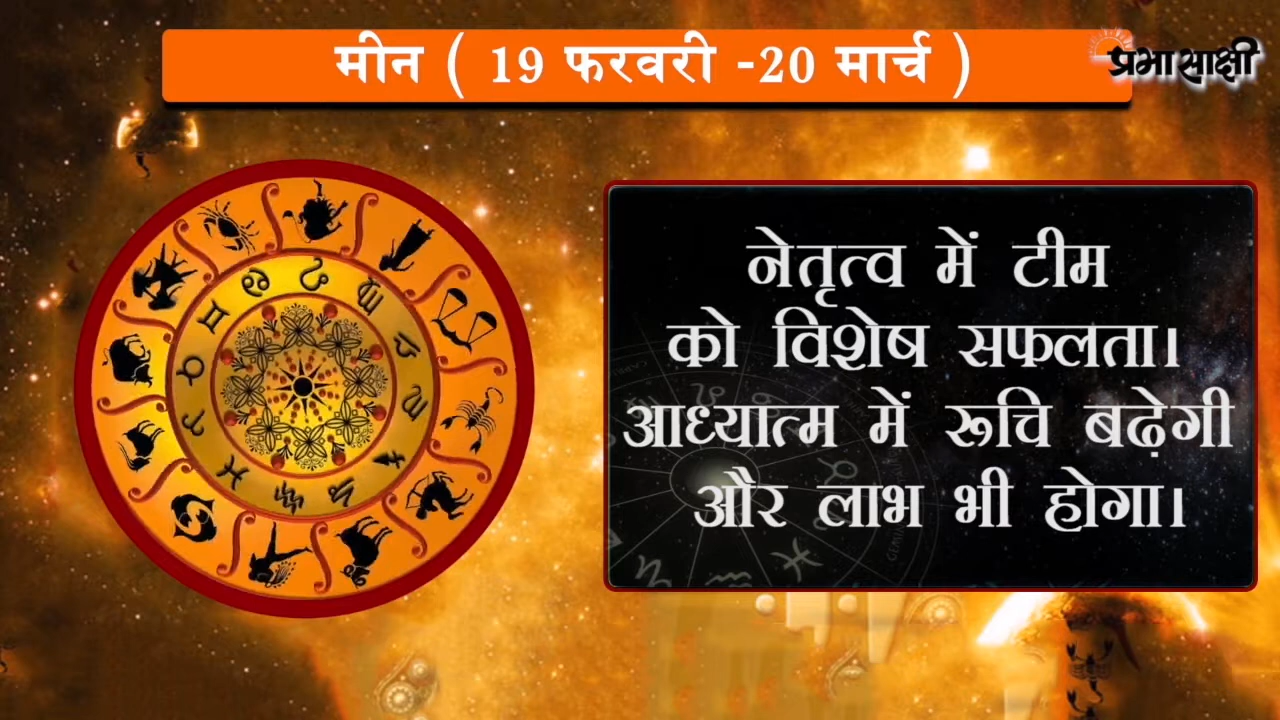 मीन ( 19 फरवरी -20 मार्च )
प्रभासाक्षी
नेतृत्व में टीम
को विशेष सफलता।
आध्यात्म में रूचि बढ़ेगी
और लाभ भी होगा।